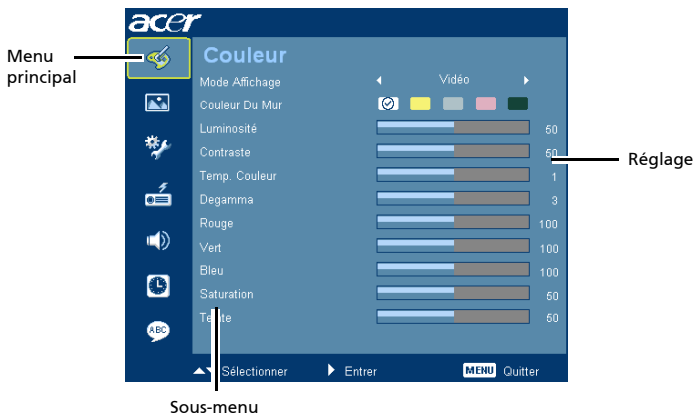 acer
Menu principal
Couleur
Mode Affichage Vidéo
Couleur Du Mur
Luminosité 50
Contraste 50
Réglage
Temp. Couleur 1
Degamma 3
Rouge 100
Vert 100
Bleu 100
Saturation 50
Teinte 50
ABC
Sélectionner Entrer MENU Quitter
Sous-menu